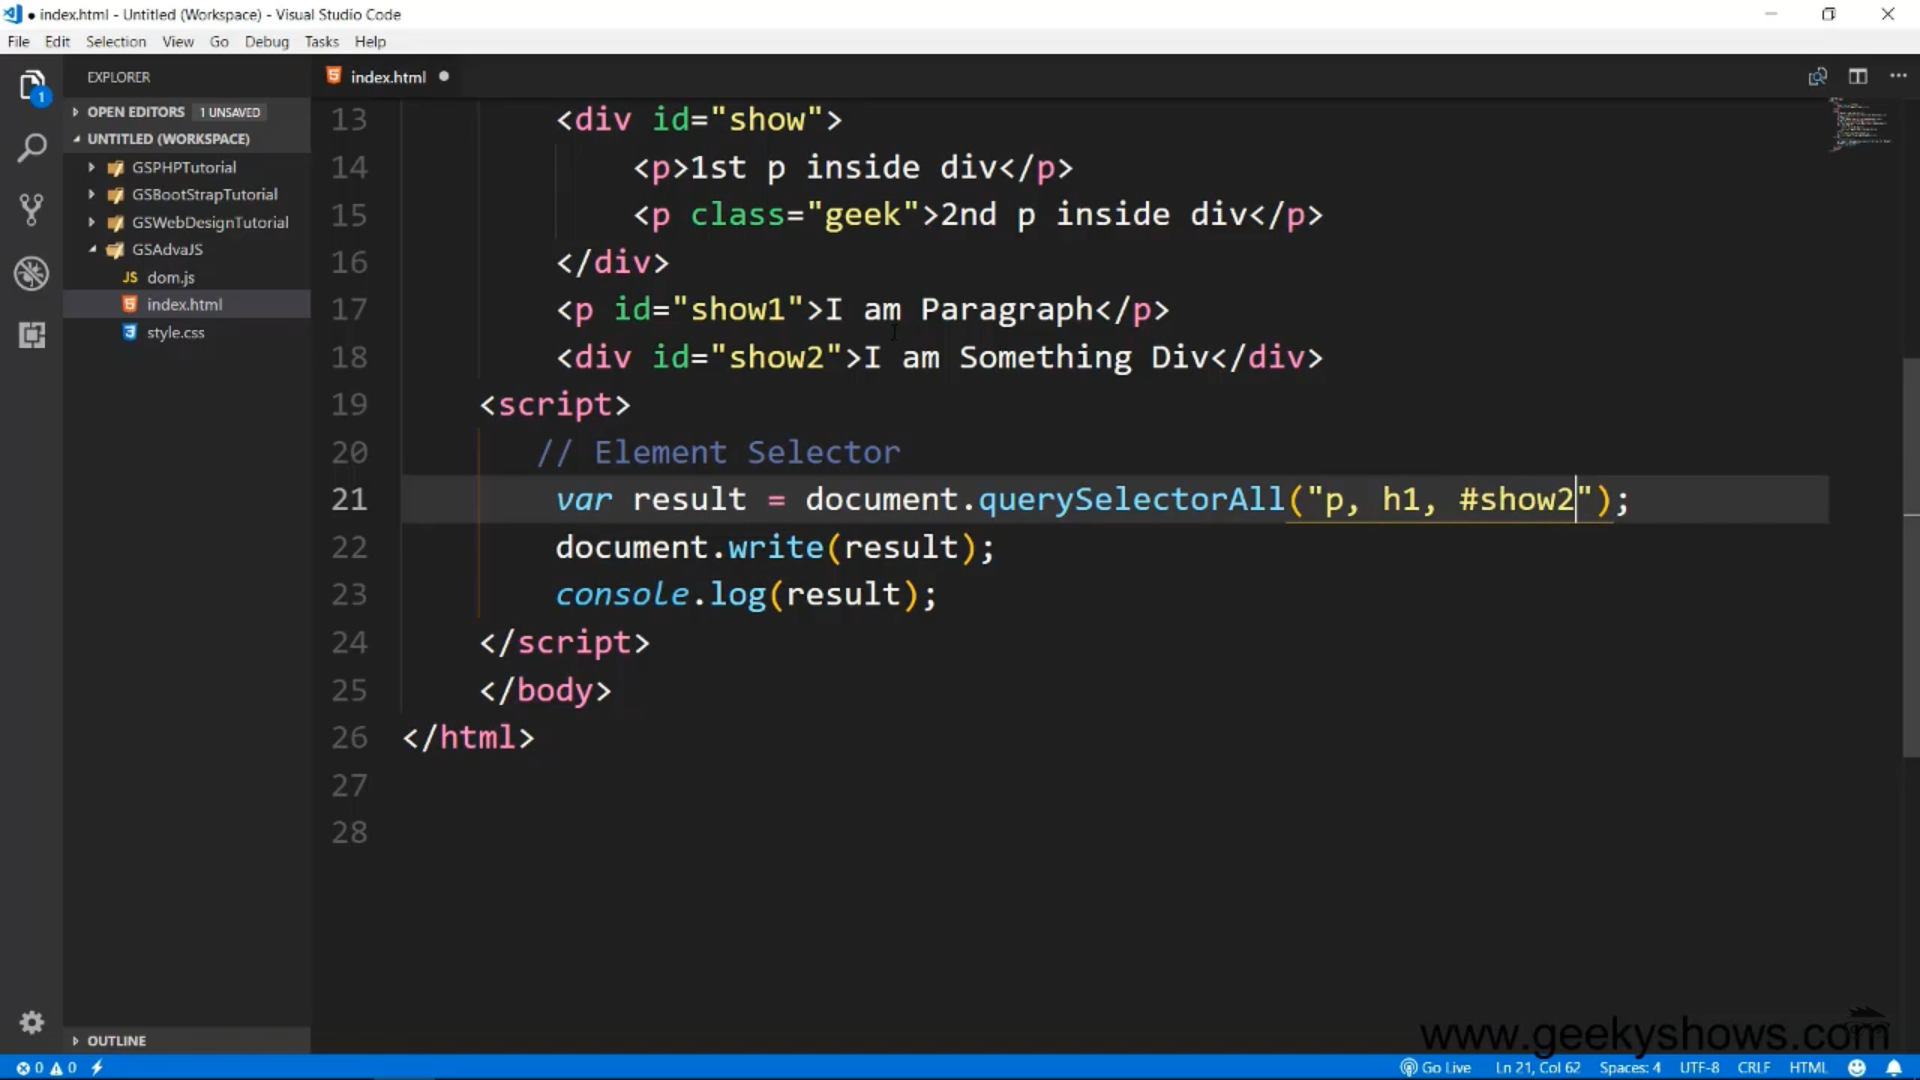 index.html - Untitled (Workspace) - Visual Studio Code
File Edit Selection View Go Debug Tasks Help
EXPLORER
index.html
OPEN EDITORS 1 UNSAVED
UNTITLED (WORKSPACE)
GSPHPTutorial
GSBootStrapTutorial
GSWebDesignTutorial
GSAdvaJS
JS dom.js
index.html
style.css
1
13 <div id="show">
14 <p>1st p inside div</p>
15 <p class="geek">2nd p inside div</p>
16 </div>
17 <p id="show1">I am Paragraph</p>
18 <div id="show2">I am Something Div</div>
19 <script>
20 // Element Selector
21 var result = document.querySelectorAll("p, h1, #show2");
22 document.write(result);
23 console.log(result);
24 </script>
25 </body>
26 </html>
27
28
OUTLINE
www.geekyshows.com
0 0 Go Live Ln 21, Col 62 Spaces: 4 UTF-8 CRLF HTML